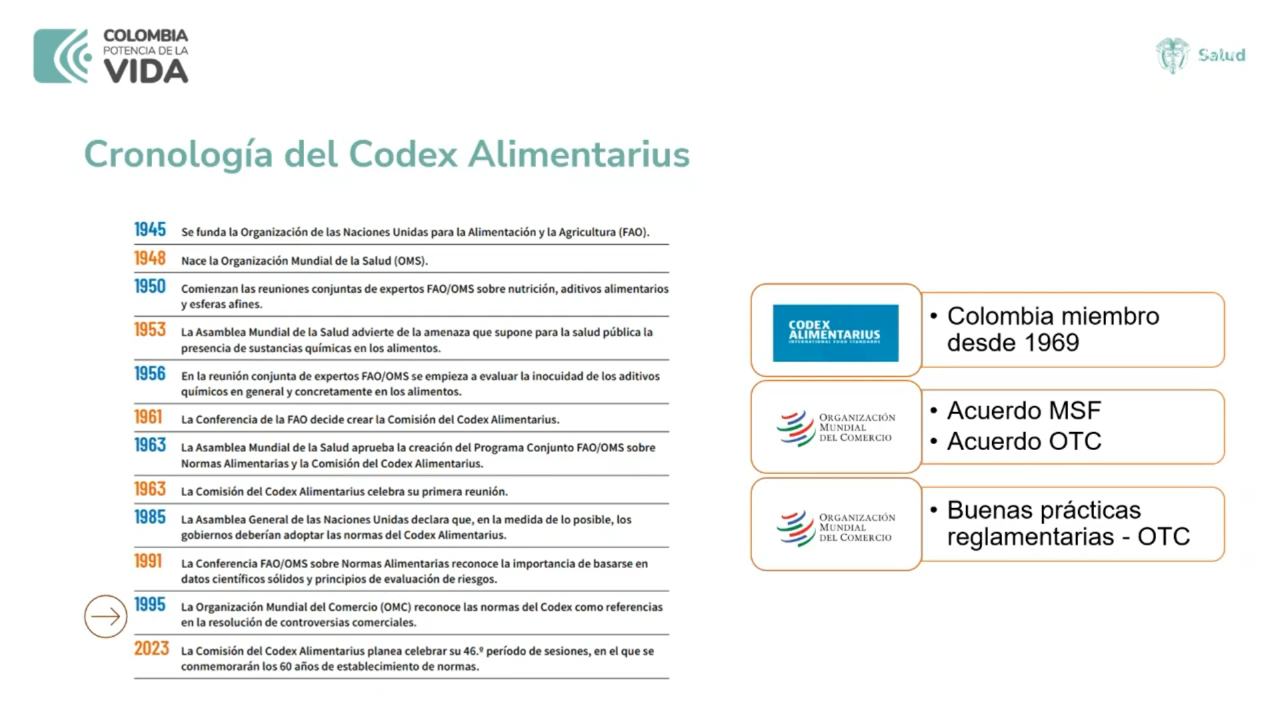 COLOMBIA
POTENCIA DE LA
VIDA
Salud
Cronología del Codex Alimentarius
1945 Se funda la Organización de las Naciones Unidas para la Alimentación y la Agricultura (FAO).
1948 Nace la Organización Mundial de la Salud (OMS).
1950 Comienzan las reuniones conjuntas de expertos FAO/OMS sobre nutrición, aditivos alimentarios
y esferas afines.
1953 La Asamblea Mundial de la Salud advierte de la amenaza que supone para la salud pública la
presencia de sustancias químicas en los alimentos.
1956 En la reunión conjunta de expertos FAO/OMS se empieza a evaluar la inocuidad de los aditivos
químicos en general y concretamente en los alimentos.
1961 La Conferencia de la FAO decide crear la Comisión del Codex Alimentarius.
1963 La Asamblea Mundial de la Salud aprueba la creación del Programa Conjunto FAO/OMS sobre
Normas Alimentarias y la Comisión del Codex Alimentarius.
1963 La Comisión del Codex Alimentarius celebra su primera reunión.
1985 La Asamblea General de las Naciones Unidas declara que, en la medida de lo posible, los
gobiernos deberían adoptar las normas del Codex Alimentarius.
1991 La Conferencia FAO/OMS sobre Normas Alimentarias reconoce la importancia de basarse en
datos científicos sólidos y principios de evaluación de riesgos.
1995 La Organización Mundial del Comercio (OMC) reconoce las normas del Codex como referencias
en la resolución de controversias comerciales.
2023 La Comisión del Codex Alimentarius planea celebrar su 46.º período de sesiones, en el que se
conmemorarán los 60 años de establecimiento de normas.
CODEX
ALIMENTARIUS
INTERNATIONAL FOOD STANDARDS
• Colombia miembro
desde 1969
ORGANIZACIÓN
MUNDIAL
DEL COMERCIO
• Acuerdo MSF
• Acuerdo OTC
ORGANIZACIÓN
MUNDIAL
DEL COMERCIO
• Buenas prácticas
reglamentarias - OTC